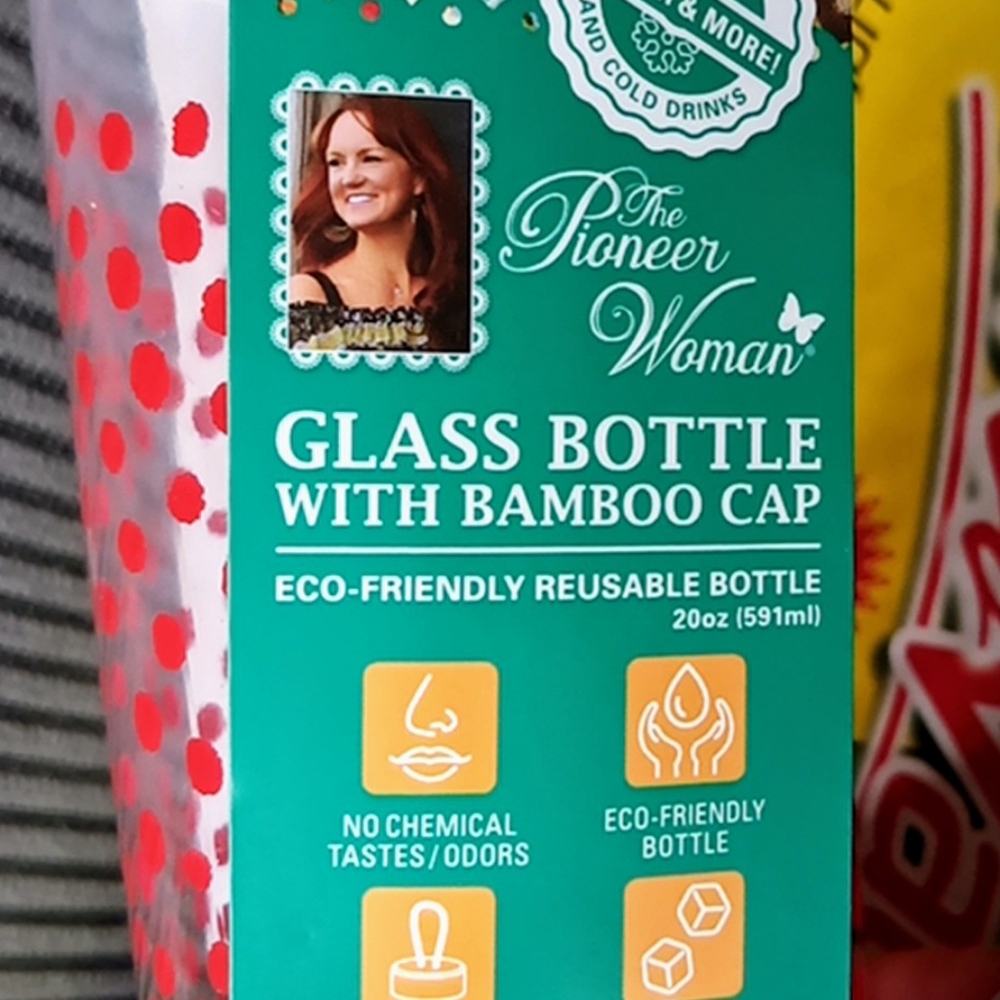 & MORE!
AND COLD DRINKS
The
Pioneer
Woman
GLASS BOTTLE
WITH BAMBOO CAP
ECO-FRIENDLY REUSABLE BOTTLE
20oz (591ml)
NO CHEMICAL
TASTES/ODORS
ECO-FRIENDLY
BOTTLE